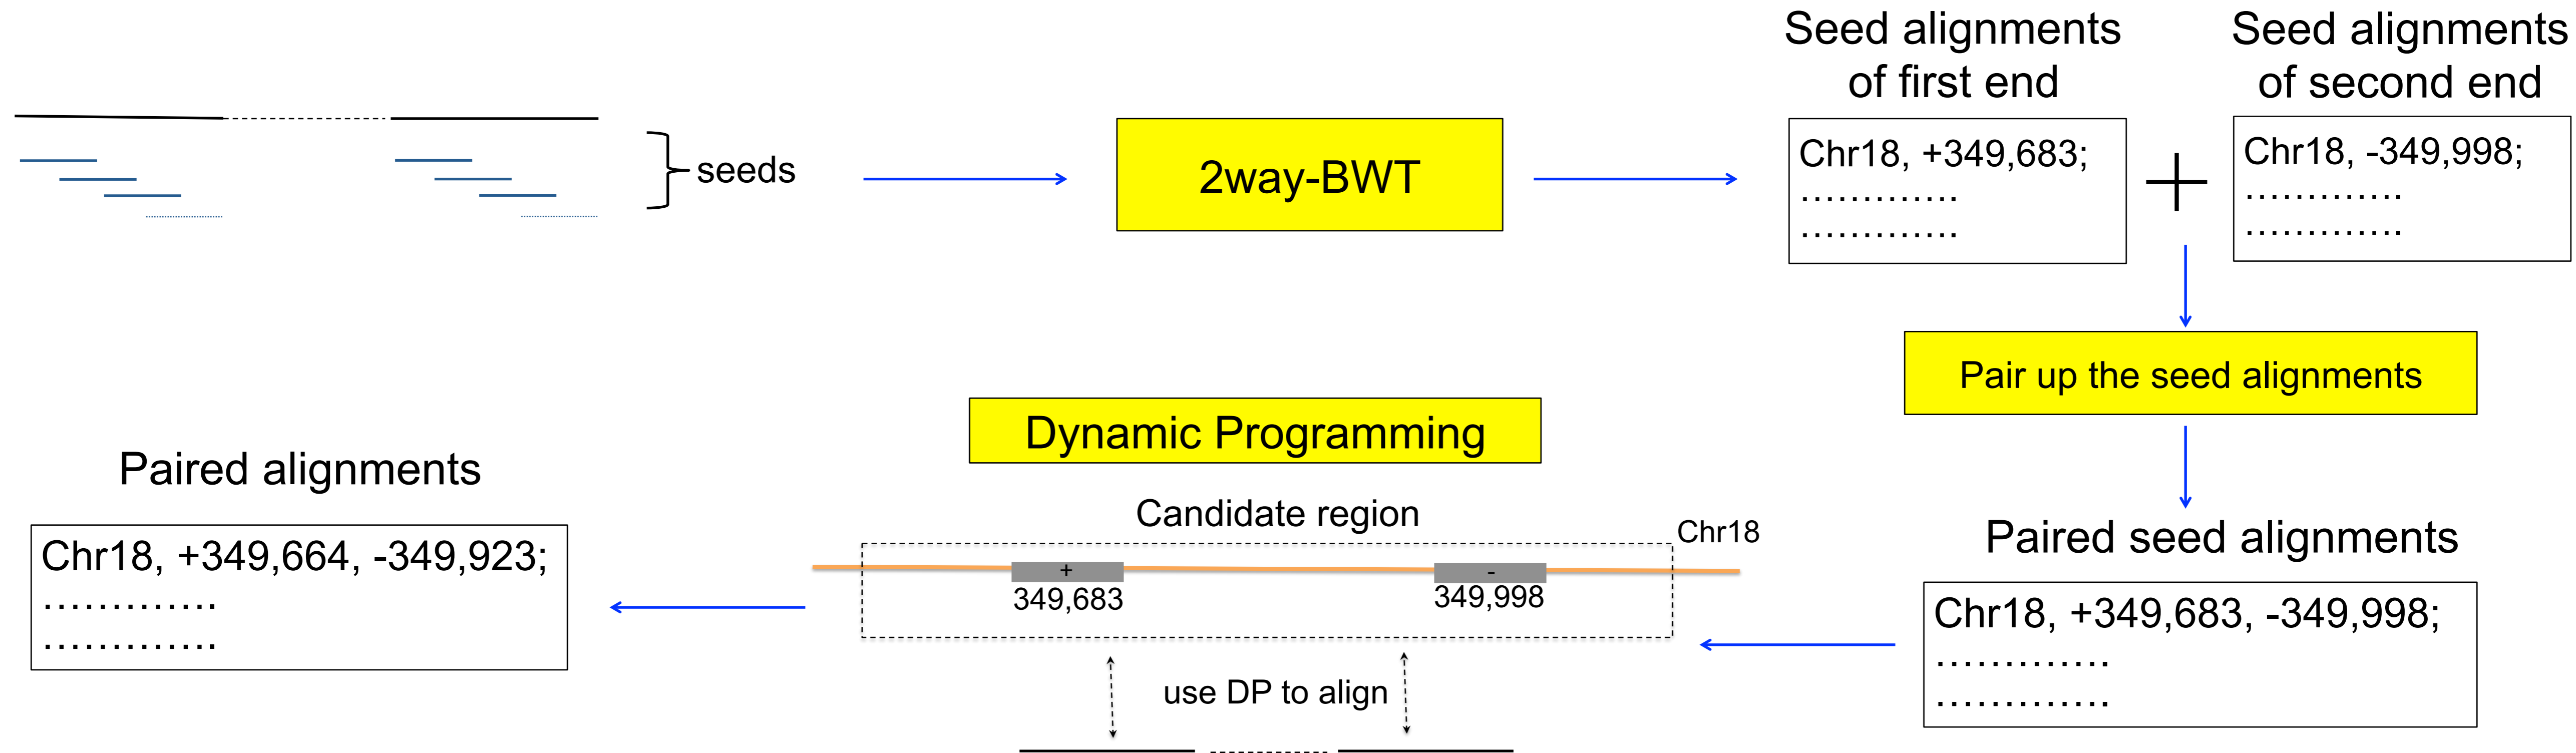 seeds
2way-BWT
Seed alignments
of first end
Chr18, +349,683;
.............
.............
Seed alignments
of second end
Chr18, -349,998;
.............
.............
Pair up the seed alignments
Paired seed alignments
Chr18, +349,683, -349,998;
.............
.............
Dynamic Programming
Candidate region
Chr18
+
-
349,683
349,998
use DP to align
Paired alignments
Chr18, +349,664, -349,923;
.............
.............